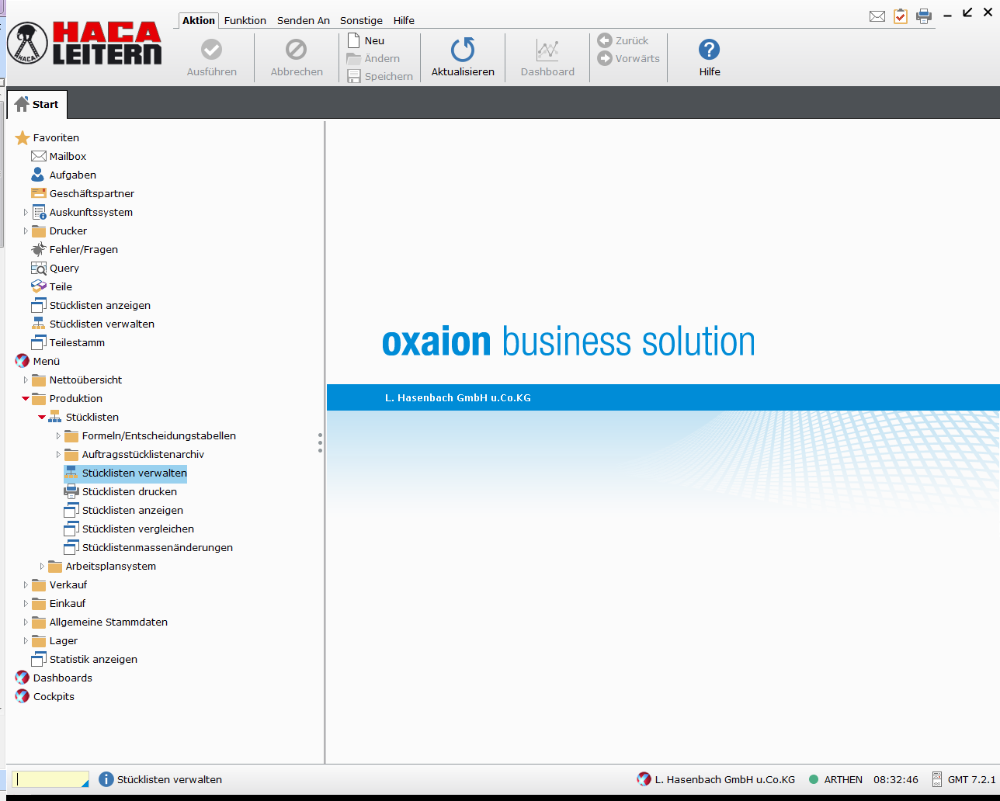 HACA
LEITERN
HACA
Aktion Funktion Senden An Sonstige Hilfe
Ausführen
Abbrechen
Neu
Ändern
Speichern
Aktualisieren
Dashboard
Zurück
Vorwärts
Hilfe
Start
Favoriten
Mailbox
Aufgaben
Geschäftspartner
Auskunftssystem
Drucker
Fehler/Fragen
Query
Teile
Stücklisten anzeigen
Stücklisten verwalten
Teilestamm
Menü
Nettoübersicht
Produktion
Stücklisten
Formeln/Entscheidungstabellen
Auftragsstücklistenarchiv
Stücklisten verwalten
Stücklisten drucken
Stücklisten anzeigen
Stücklisten vergleichen
Stücklistenmassenänderungen
Arbeitsplansystem
Verkauf
Einkauf
Allgemeine Stammdaten
Lager
Statistik anzeigen
Dashboards
Cockpits
oxaion business solution
L. Hasenbach GmbH u.Co.KG
Stücklisten verwalten
L. Hasenbach GmbH u.Co.KG ARTHEN 08:32:46 GMT 7.2.1